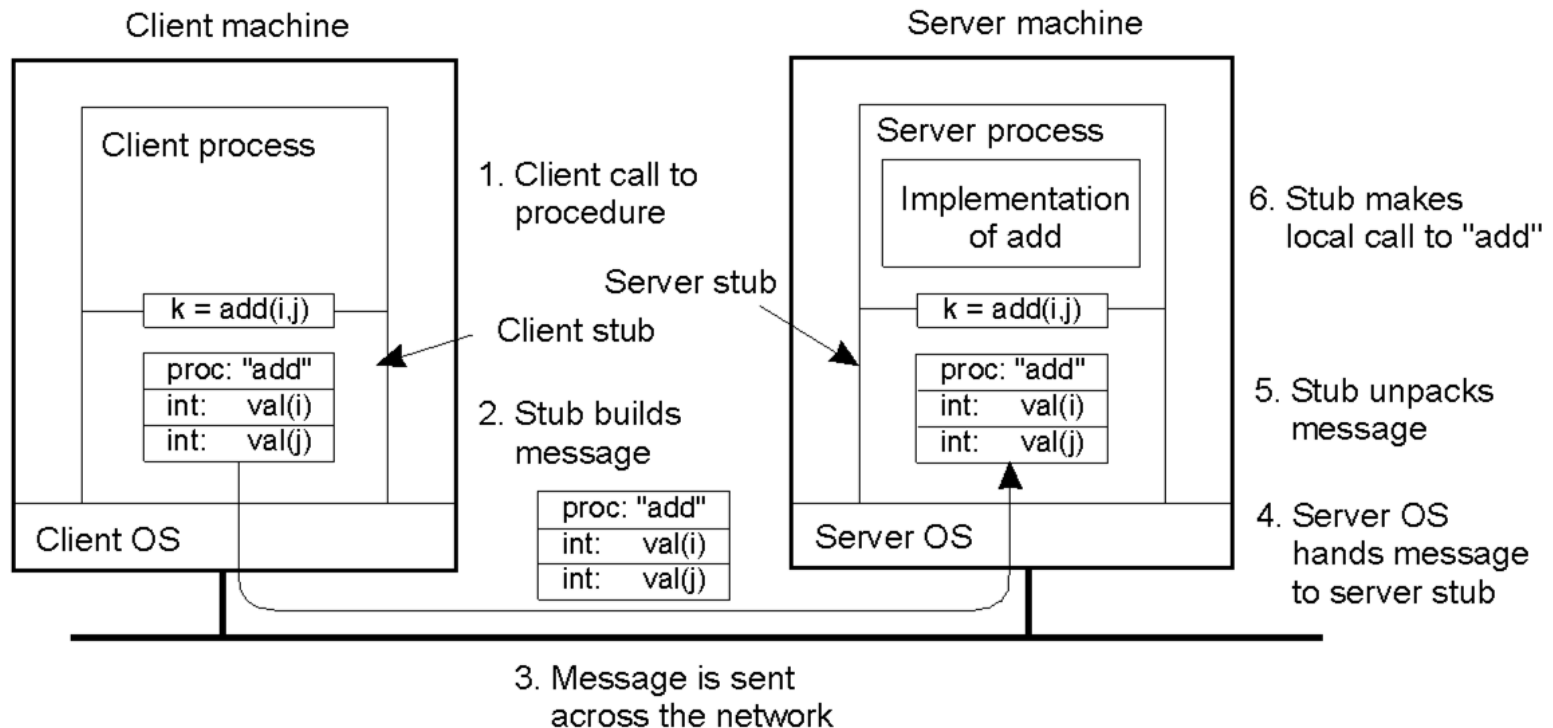 Client machine
Server machine
Client process
1. Client call to
procedure
k = add(i,j)
Client stub
proc: "add"
int: val(i)
int: val(j)
2. Stub builds
message
Client OS
proc: "add"
int: val(i)
int: val(j)
3. Message is sent
across the network
Server process
Implementation
of add
Server stub
k = add(i,j)
proc: "add"
int: val(i)
int: val(j)
Server OS
6. Stub makes
local call to "add"
5. Stub unpacks
message
4. Server OS
hands message
to server stub